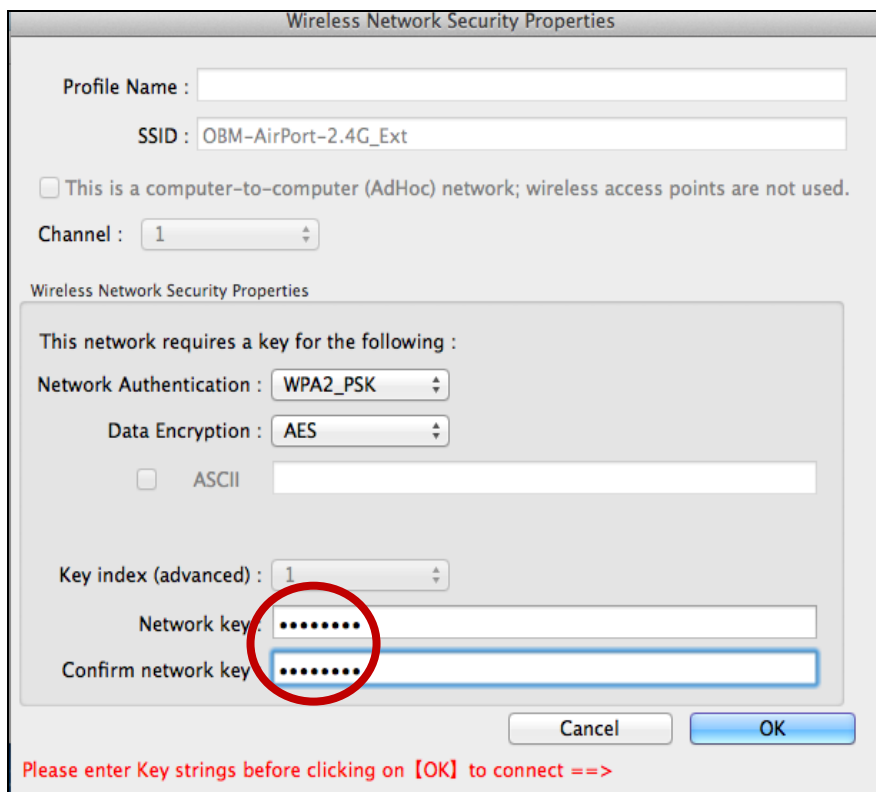 Wireless Network Security Properties
Profile Name :
SSID : OBM-AirPort-2.4G_Ext
This is a computer-to-computer (AdHoc) network; wireless access points are not used.
Channel : 1
Wireless Network Security Properties
This network requires a key for the following :
Network Authentication : WPA2_PSK
Data Encryption : AES
ASCII
Key index (advanced) : 1
Network key : ••••••••
Confirm network key ••••••••
Cancel OK
Please enter Key strings before clicking on【OK】to connect ==>